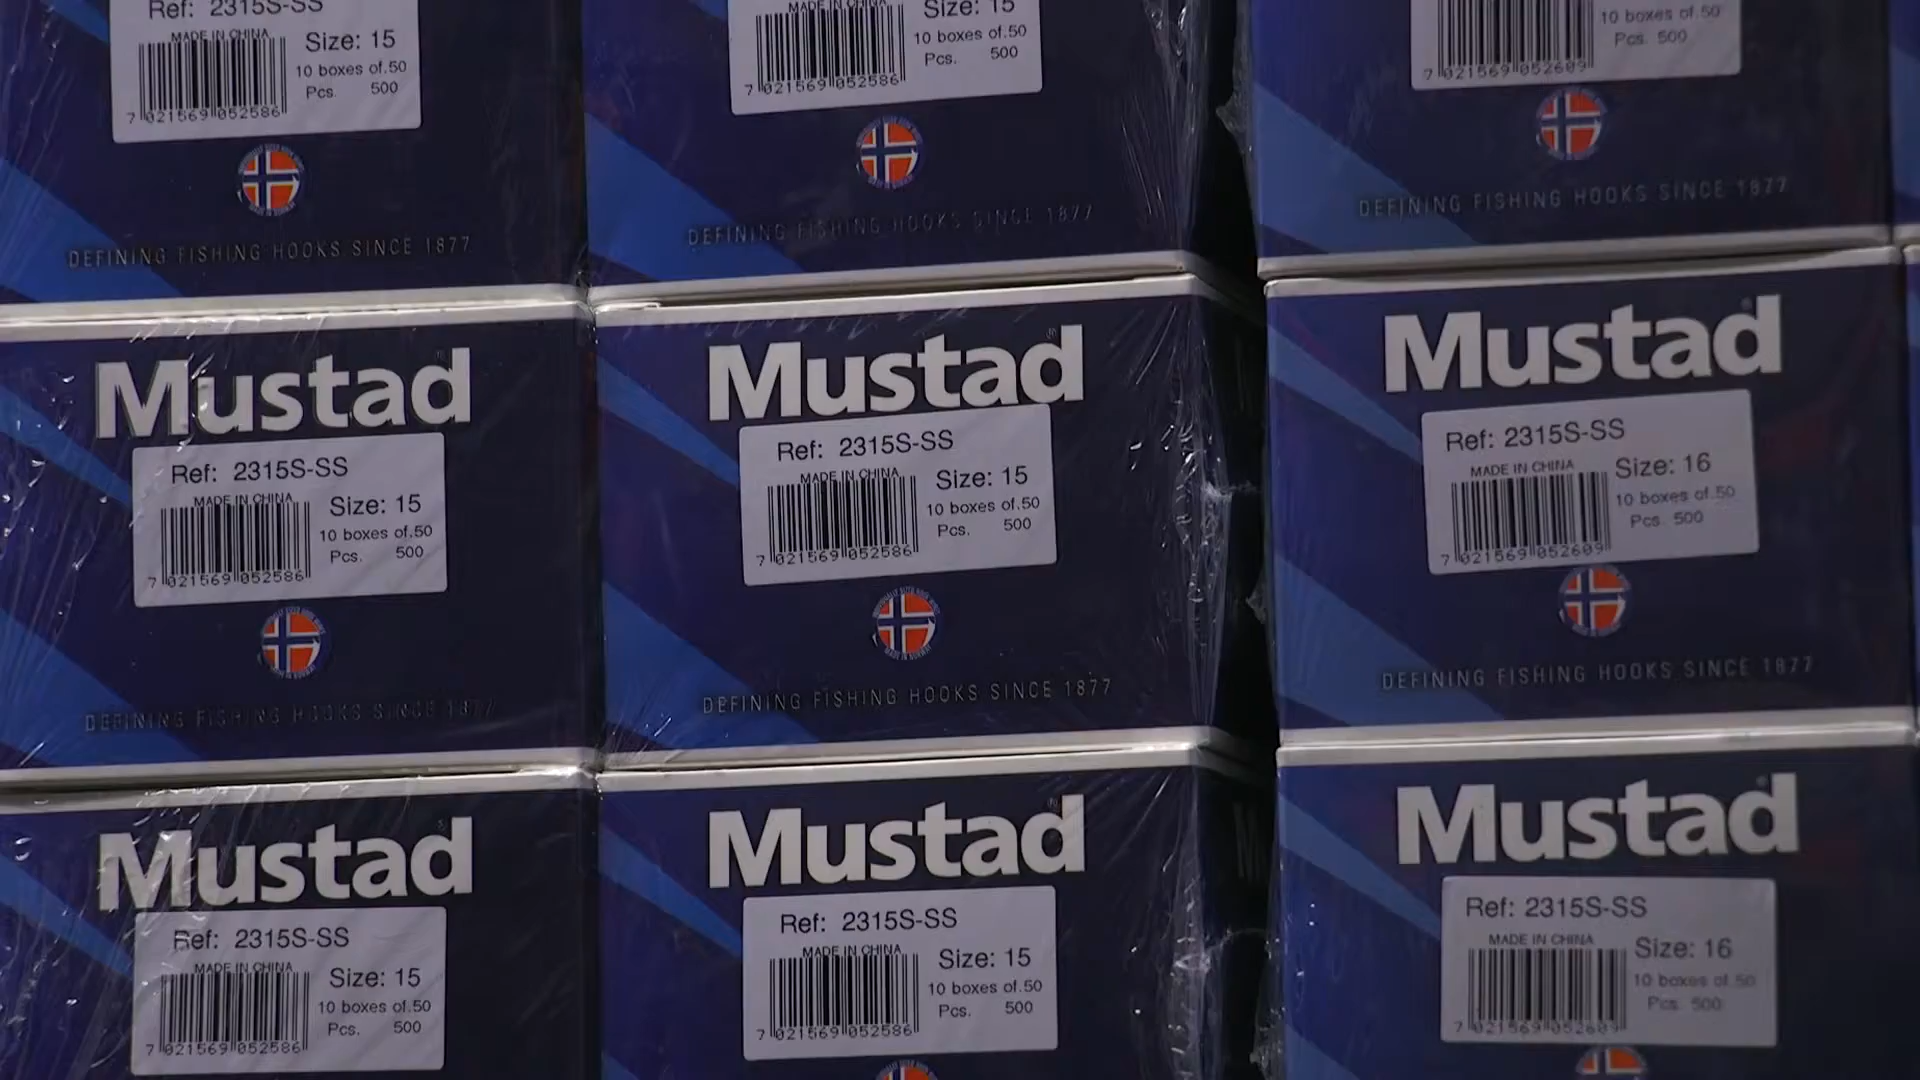 Ref: 2315S-SS
MADE IN CHINA
Size: 15
10 boxes of.50
Pcs. 500
7 021569 052586
DEFINING FISHING HOOKS SINCE 1877
MADE IN CHINA
Size: 15
10 boxes of.50
Pcs. 500
7 021569 052586
DEFINING FISHING HOOKS SINCE 1877
10 boxes of.50
Pcs. 500
7 021569 052609
DEFINING FISHING HOOKS SINCE 1877
Mustad
Ref: 2315S-SS
MADE IN CHINA
Size: 15
10 boxes of.50
Pcs. 500
7 021569 052586
DEFINING FISHING HOOKS SINCE 1877
Mustad
Ref: 2315S-SS
MADE IN CHINA
Size: 15
10 boxes of.50
Pcs. 500
7 021569 052586
MADE IN NORWAY
DEFINING FISHING HOOKS SINCE 1877
Mustad
Ref: 2315S-SS
MADE IN CHINA
Size: 16
10 boxes of.50
Pcs. 500
7 021569 052609
DEFINING FISHING HOOKS SINCE 1877
Mustad
Ref: 2315S-SS
MADE IN CHINA
Size: 15
10 boxes of.50
Pcs. 500
7 021569 052586
Mustad
Ref: 2315S-SS
MADE IN CHINA
Size: 15
10 boxes of.50
Pcs. 500
7 021569 052586
Mustad
Ref: 2315S-SS
MADE IN CHINA
Size: 16
10 boxes of.50
Pcs. 500
7 021569 052609